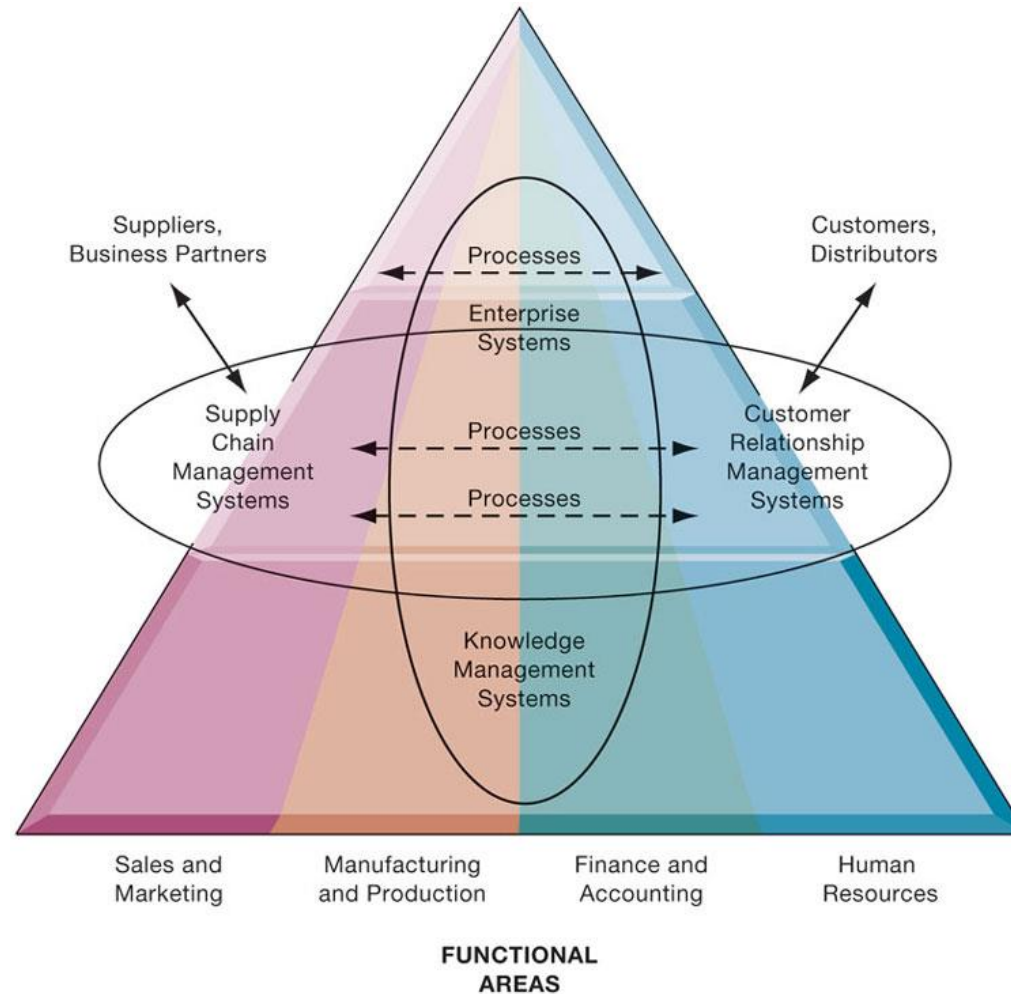 Suppliers,
Business Partners
Customers,
Distributors
Processes
Enterprise
Systems
Supply
Chain
Management
Systems
Processes
Processes
Customer
Relationship
Management
Systems
Knowledge
Management
Systems
Sales and
Marketing
Manufacturing
and Production
Finance and
Accounting
Human
Resources
FUNCTIONAL
AREAS